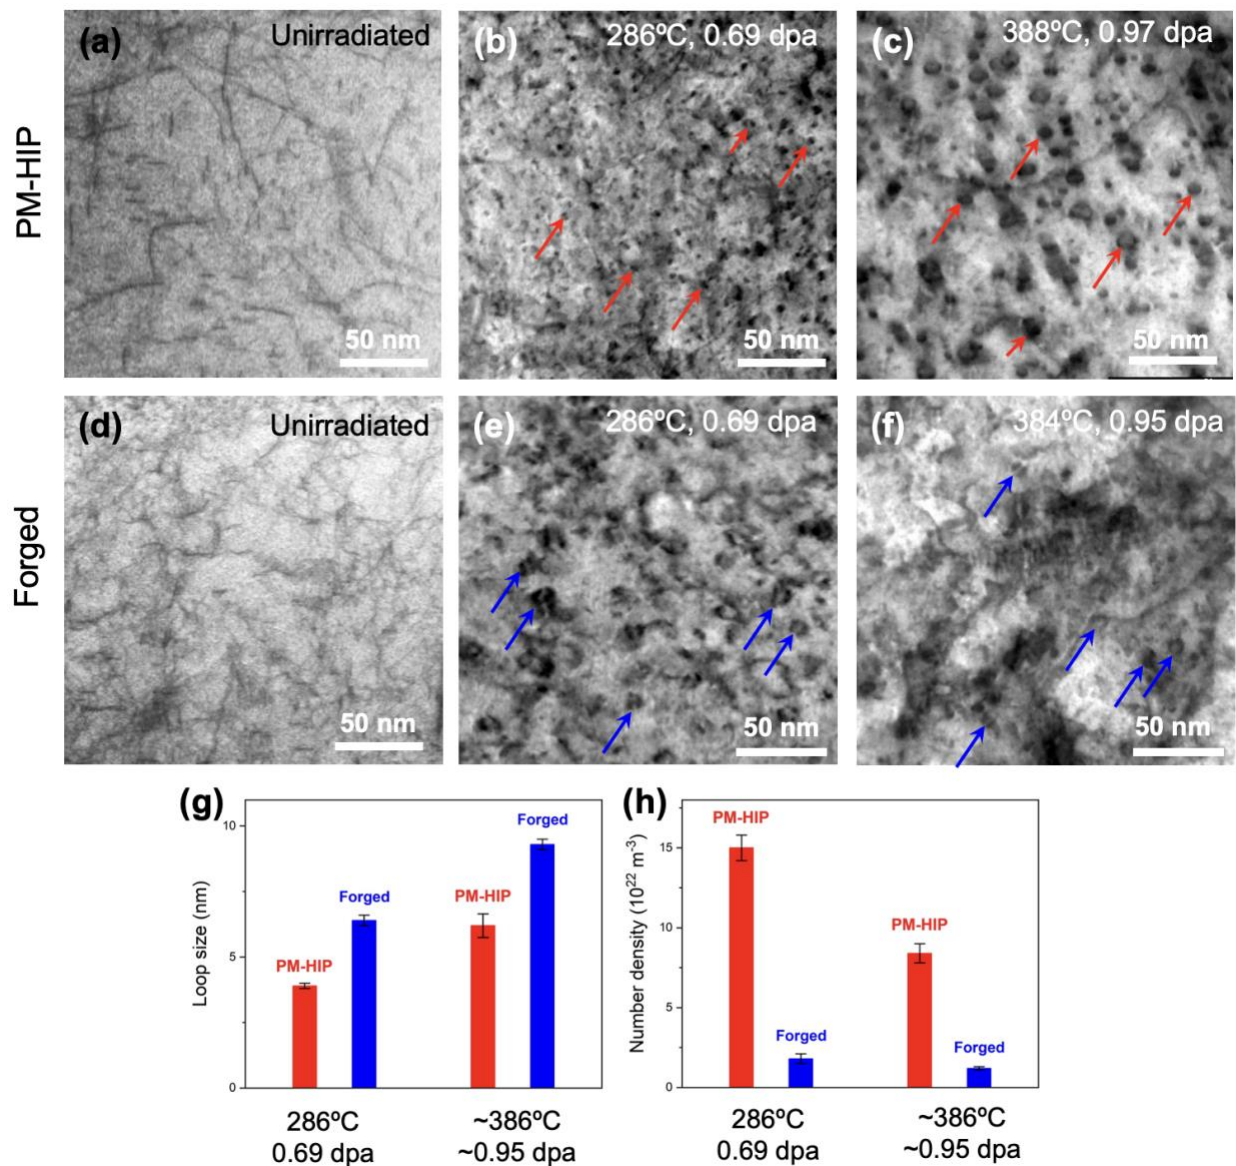 PM-HIP
(a)
Unirradiated
50 nm
(b)
286ºC, 0.69 dpa
50 nm
(c)
388ºC, 0.97 dpa
50 nm
Forged
(d)
Unirradiated
50 nm
(e)
286ºC, 0.69 dpa
50 nm
(f)
384ºC, 0.95 dpa
50 nm
(g)
Loop size (nm)
10
5
0
PM-HIP
Forged
PM-HIP
Forged
286ºC
0.69 dpa
~386ºC
~0.95 dpa
(h)
Number density (10²² m⁻³)
15
10
5
0
PM-HIP
Forged
PM-HIP
Forged
286ºC
0.69 dpa
~386ºC
~0.95 dpa